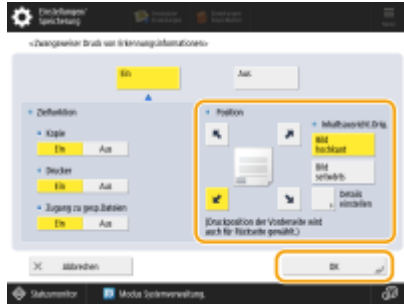 Einstellungen/
Speicherung
<Zwangsweiser Druck von Erkennungsinformationen>
Ein
Aus
Zielfunktion
Kopie
Ein
Aus
Drucker
Ein
Aus
Zugang zu gesp.Dateien
Ein
Aus
Position
(Druckposition der Vorderseite wird
auch für Rückseite gewählt.)
Inhaltsausricht.Orig.
Bild
hochkant
Bild
seitwärts
Details
einstellen
Abbrechen
OK
Statusmonitor
Modus Systemverwaltung.